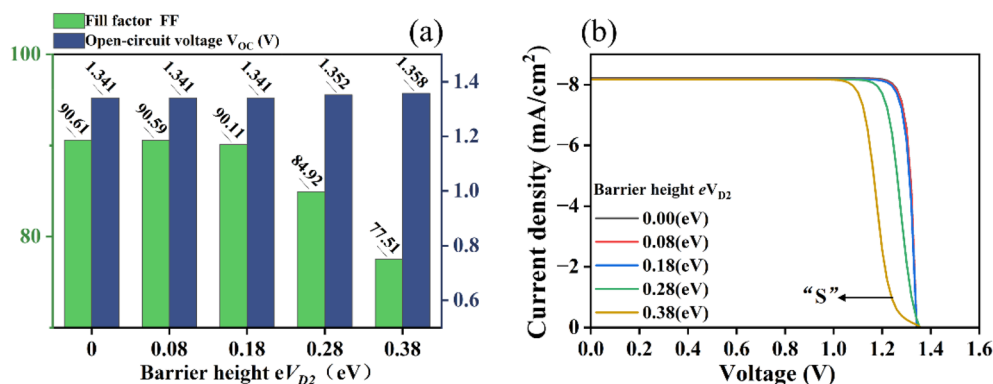 Fill factor FF
Open-circuit voltage VOC (V)
(a)
100
80
1.4
1.2
1.0
0.8
0.6
90.61
1.341
90.59
1.341
90.11
1.341
84.92
1.352
77.51
1.358
0 0.08 0.18 0.28 0.38
Barrier height eVD2 (eV)
(b)
Current density (mA/cm2)
−8
−6
−4
−2
0
Barrier height eVD2
0.00(eV)
0.08(eV)
0.18(eV)
0.28(eV)
0.38(eV)
“S”
0.0 0.2 0.4 0.6 0.8 1.0 1.2 1.4 1.6
Voltage (V)